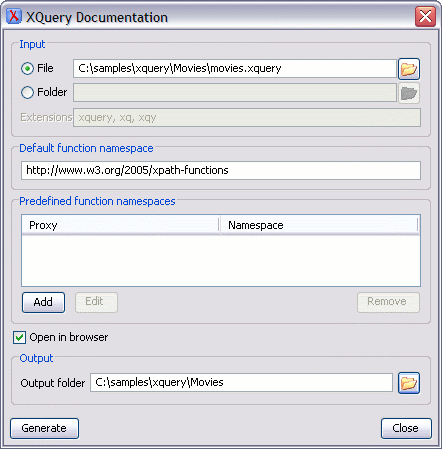 XQuery Documentation
Input
File C:\samples\xquery\Movies\movies.xquery
Folder
Extensions xquery, xq, xqy
Default function namespace
http://www.w3.org/2005/xpath-functions
Predefined function namespaces
Proxy Namespace
Add Edit Remove
Open in browser
Output
Output folder C:\samples\xquery\Movies
Generate Close